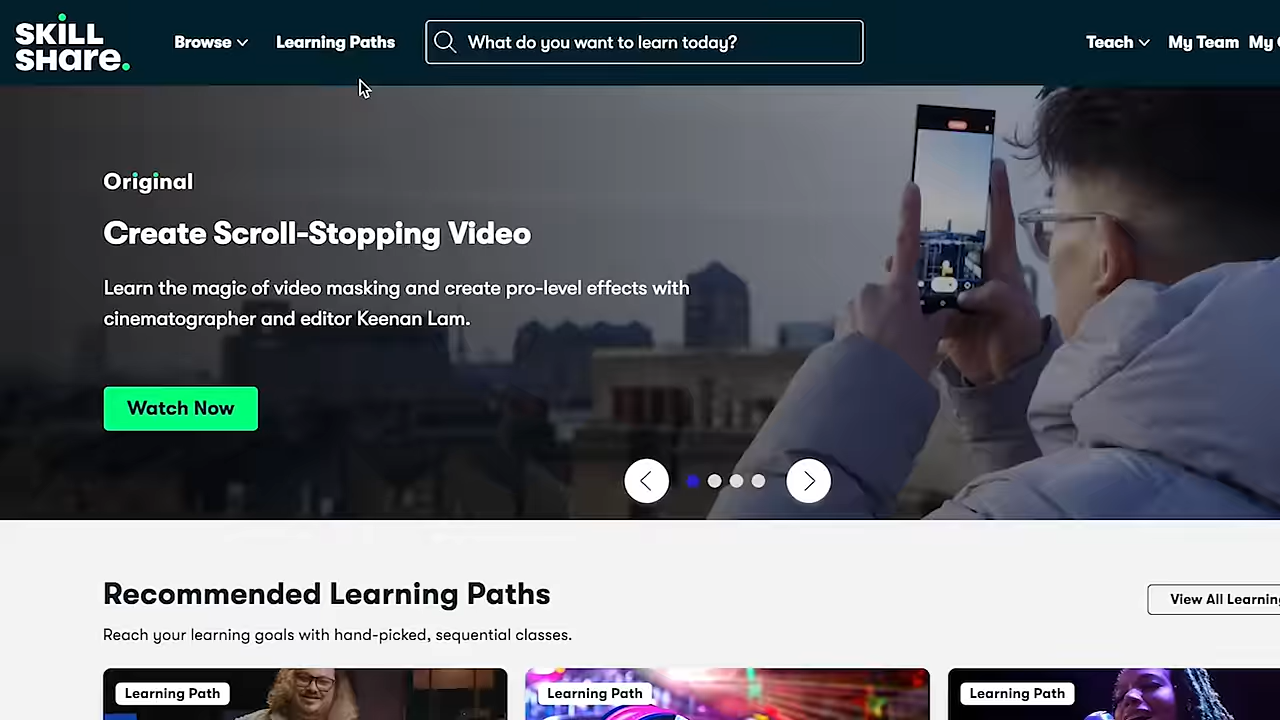 SKILL
SHare.
Browse
Learning Paths
What do you want to learn today?
Teach
My Team
My
Original
Create Scroll-Stopping Video
Learn the magic of video masking and create pro-level effects with
cinematographer and editor Keenan Lam.
Watch Now
Recommended Learning Paths
View All Learning
Reach your learning goals with hand-picked, sequential classes.
Learning Path
Learning Path
Learning Path